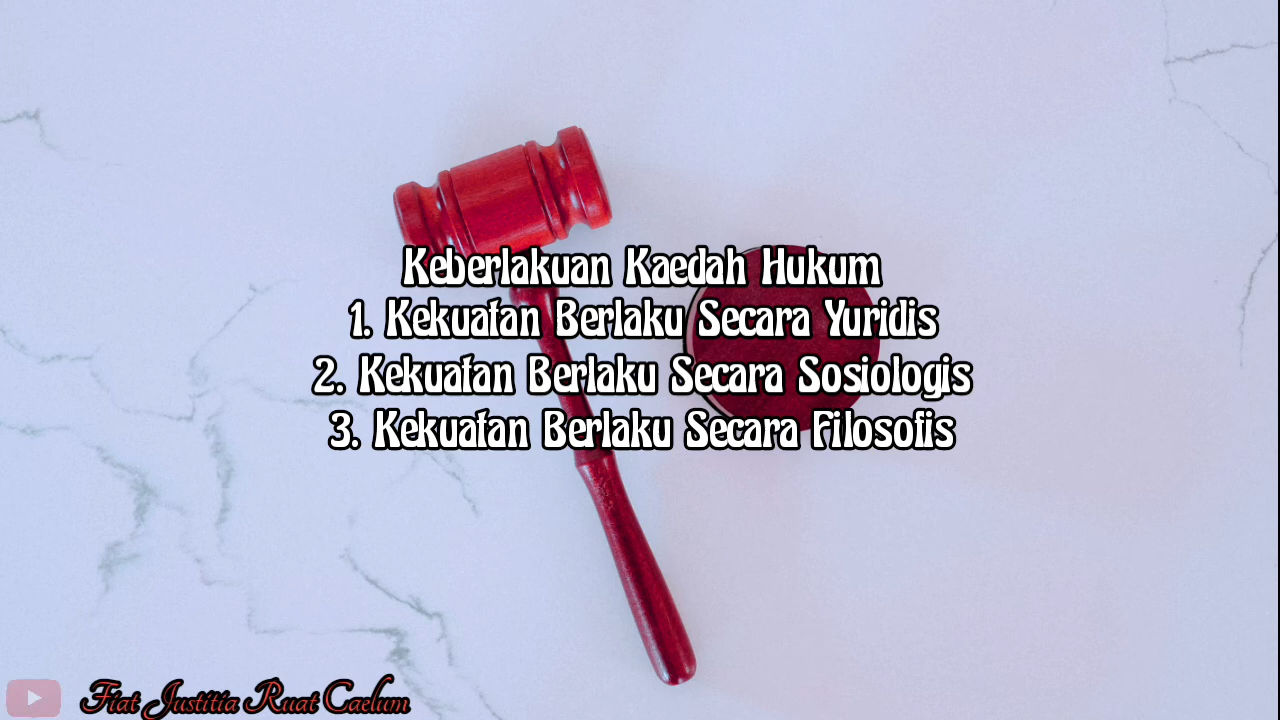 Keberlakuan Kaedah Hukum
1. Kekuatan Berlaku Secara Yuridis
2. Kekuatan Berlaku Secara Sosiologis
3. Kekuatan Berlaku Secara Filosofis
Fiat Justitia Ruat Caelum